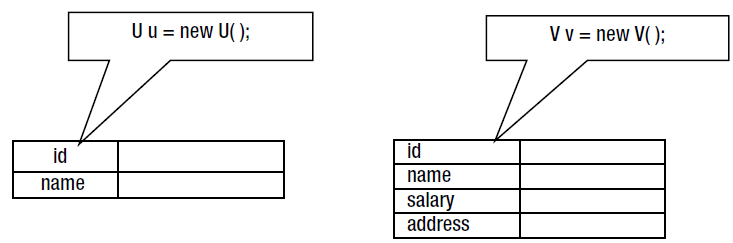 U u = new U( );
V v = new V( );
id
name
id
name
salary
address